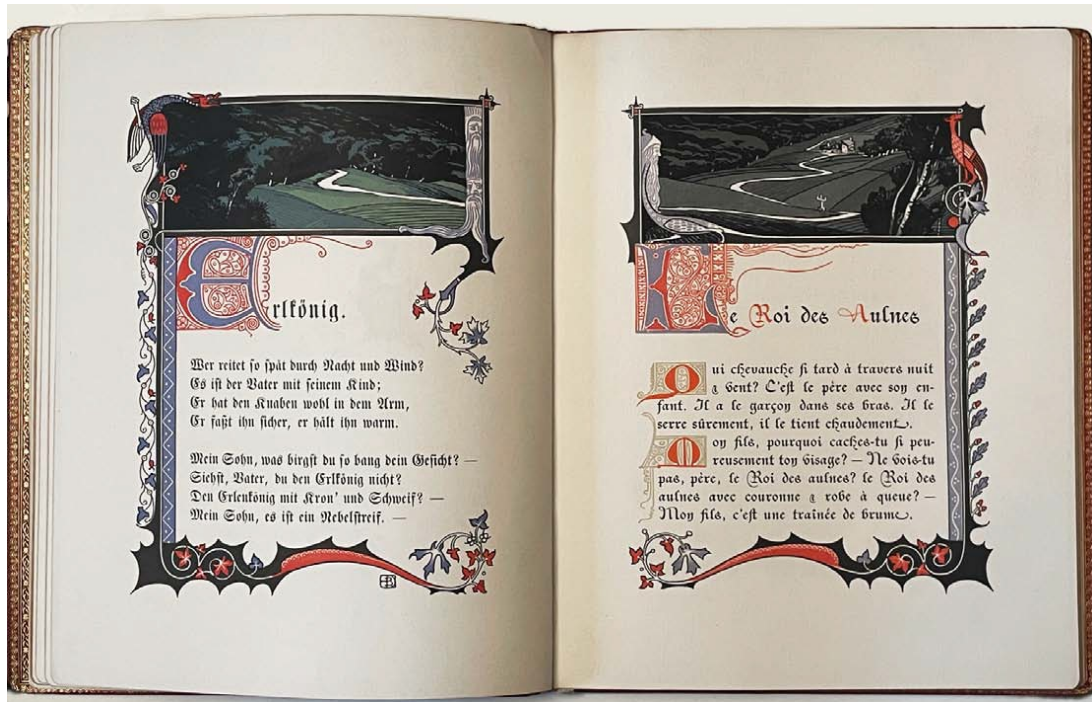 Erlkönig.
Wer reitet so spät durch Nacht und Wind?
Es ist der Vater mit seinem Kind;
Er hat den Knaben wohl in dem Arm,
Er faßt ihn sicher, er hält ihn warm.
Mein Sohn, was birgst du so bang dein Gesicht? —
Siehst, Vater, du den Erlkönig nicht?
Den Erlenkönig mit Kron' und Schweif? —
Mein Sohn, es ist ein Nebelstreif. —
Le Roi des Aulnes
Qui chevauche si tard à travers nuit
& vent? C'est le père avec son en-
fant. Il a le garçon dans ses bras. Il le
serre sûrement, il le tient chaudement.
Mon fils, pourquoi caches-tu si peu-
reusement ton visage? — Ne vois-tu
pas, père, le Roi des aulnes? le Roi des
aulnes avec couronne & robe à queue? —
Mon fils, c'est une traînée de brume.